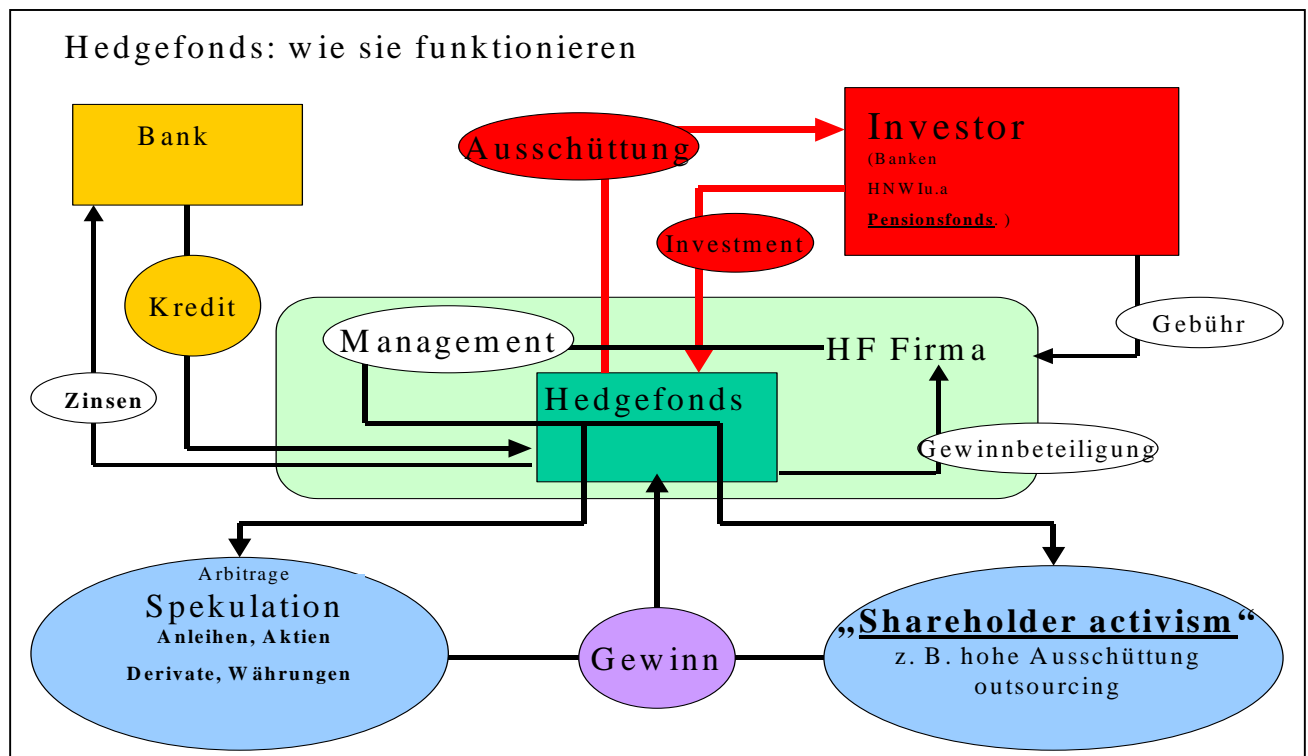 Hedgefonds: wie sie funktionieren
Bank
Ausschüttung
Investor
(Banken
HNWIu.a
Pensionsfonds. )
Investment
Kredit
Gebühr
Management
HF Firma
Zinsen
Hedgefonds
Gewinnbeteiligung
Arbitrage
Spekulation
Anleihen, Aktien
Derivate, Währungen
Gewinn
„Shareholder activism“
z. B. hohe Ausschüttung
outsourcing